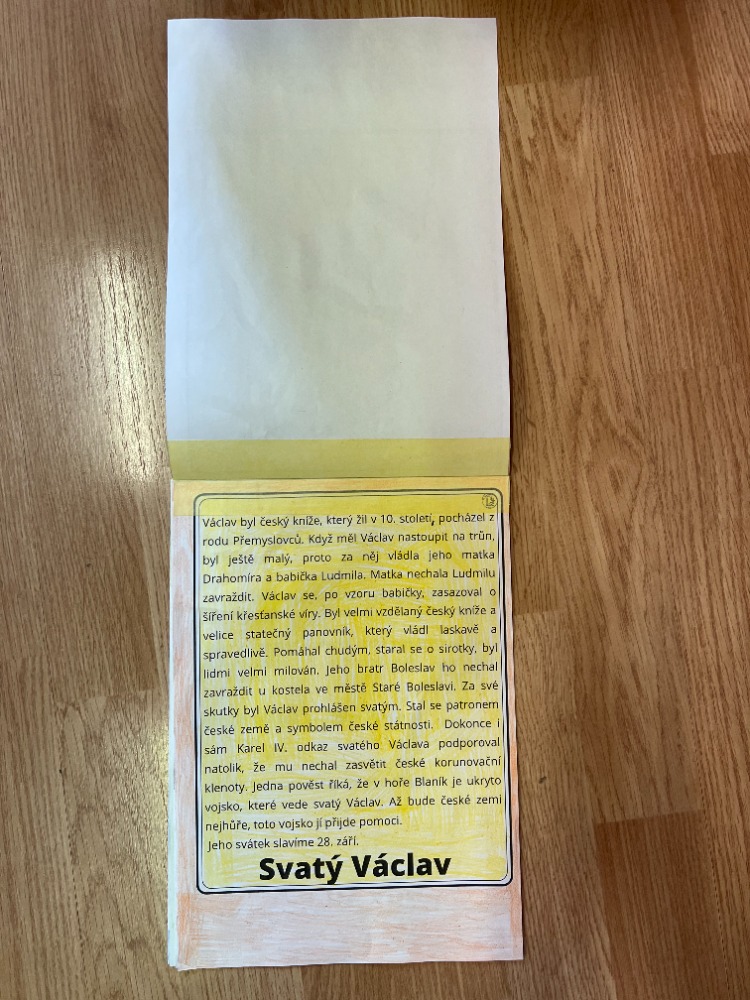 Václav byl český kníže, který žil v 10. století, pocházel z
rodu Přemyslovců. Když měl Václav nastoupit na trůn,
byl ještě malý, proto za něj vládla jeho matka
Drahomíra a babička Ludmila. Matka nechala Ludmilu
zavraždit. Václav se, po vzoru babičky, zasazoval o
šíření křesťanské víry. Byl velmi vzdělaný český kníže a
velice statečný panovník, který vládl laskavě a
spravedlivě. Pomáhal chudým, staral se o sirotky, byl
lidmi velmi milován. Jeho bratr Boleslav ho nechal
zavraždit u kostela ve městě Staré Boleslavi. Za své
skutky byl Václav prohlášen svatým. Stal se patronem
české země a symbolem české státnosti. Dokonce i
sám Karel IV. odkaz svatého Václava podporoval
natolik, že mu nechal zasvětit české korunovační
klenoty. Jedna pověst říká, že v hoře Blaník je ukryto
vojsko, které vede svatý Václav. Až bude české zemi
nejhůře, toto vojsko jí přijde pomoci.
Jeho svátek slavíme 28. září.
Svatý Václav